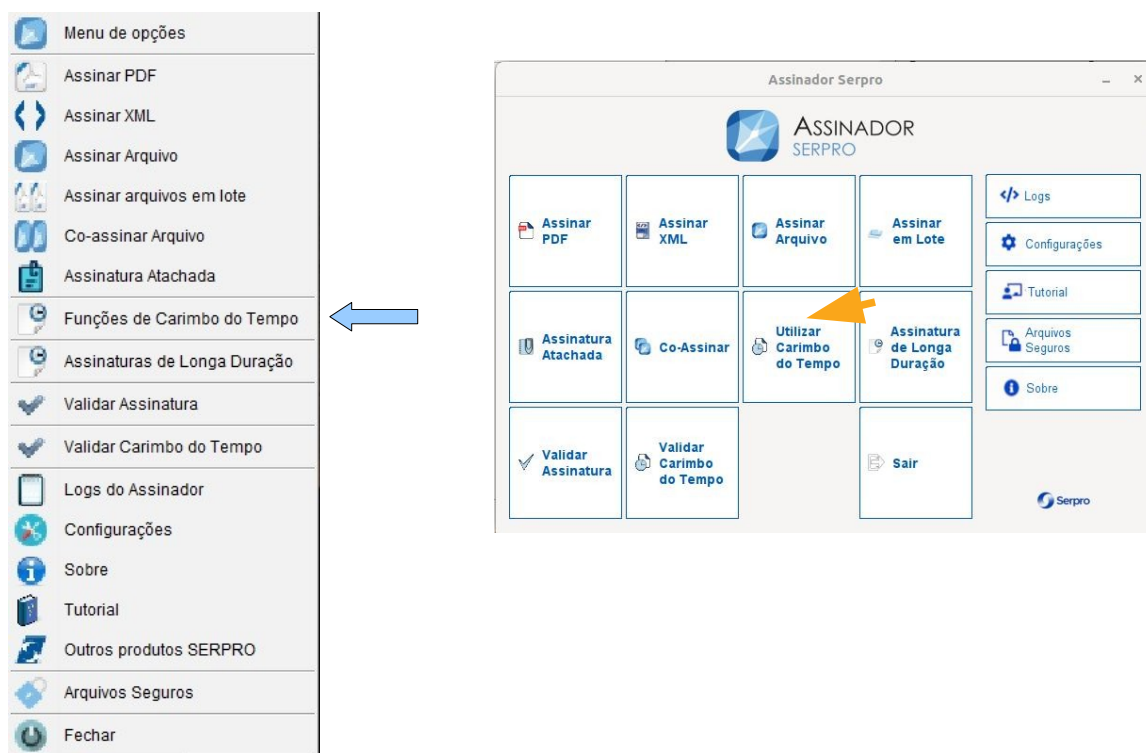 Menu de opções
Assinar PDF
Assinar XML
Assinar Arquivo
Assinar arquivos em lote
Co-assinar Arquivo
Assinatura Atachada
Funções de Carimbo do Tempo
Assinaturas de Longa Duração
Validar Assinatura
Validar Carimbo do Tempo
Logs do Assinador
Configurações
Sobre
Tutorial
Outros produtos SERPRO
Arquivos Seguros
Fechar
Assinador Serpro
ASSINADOR
SERPRO
Assinar
PDF
Assinar
XML
Assinar
Arquivo
Assinar
em Lote
Assinatura
Atachada
Co-Assinar
Utilizar
Carimbo
do Tempo
Assinatura
de Longa
Duração
Validar
Assinatura
Validar
Carimbo
do Tempo
Sair
Logs
Configurações
Tutorial
Arquivos
Seguros
Sobre
Serpro